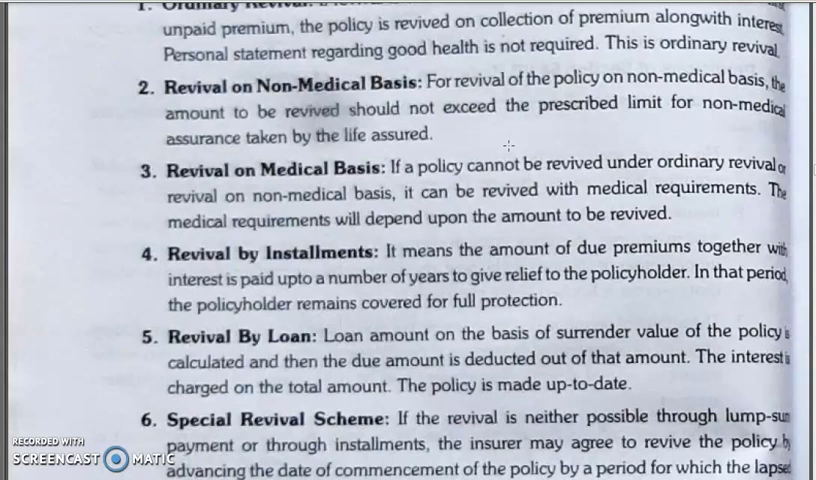 1. Ordinary Revival:
unpaid premium, the policy is revived on collection of premium alongwith interest
Personal statement regarding good health is not required. This is ordinary revival
2. Revival on Non-Medical Basis: For revival of the policy on non-medical basis, the
amount to be revived should not exceed the prescribed limit for non-medical
assurance taken by the life assured.
3. Revival on Medical Basis: If a policy cannot be revived under ordinary revival or
revival on non-medical basis, it can be revived with medical requirements. The
medical requirements will depend upon the amount to be revived.
4. Revival by Installments: It means the amount of due premiums together with
interest is paid upto a number of years to give relief to the policyholder. In that period,
the policyholder remains covered for full protection.
5. Revival By Loan: Loan amount on the basis of surrender value of the policy is
calculated and then the due amount is deducted out of that amount. The interest is
charged on the total amount. The policy is made up-to-date.
6. Special Revival Scheme: If the revival is neither possible through lump-sum
payment or through installments, the insurer may agree to revive the policy by
advancing the date of commencement of the policy by a period for which the lapsed
RECORDED WITH
SCREENCAST MATIC